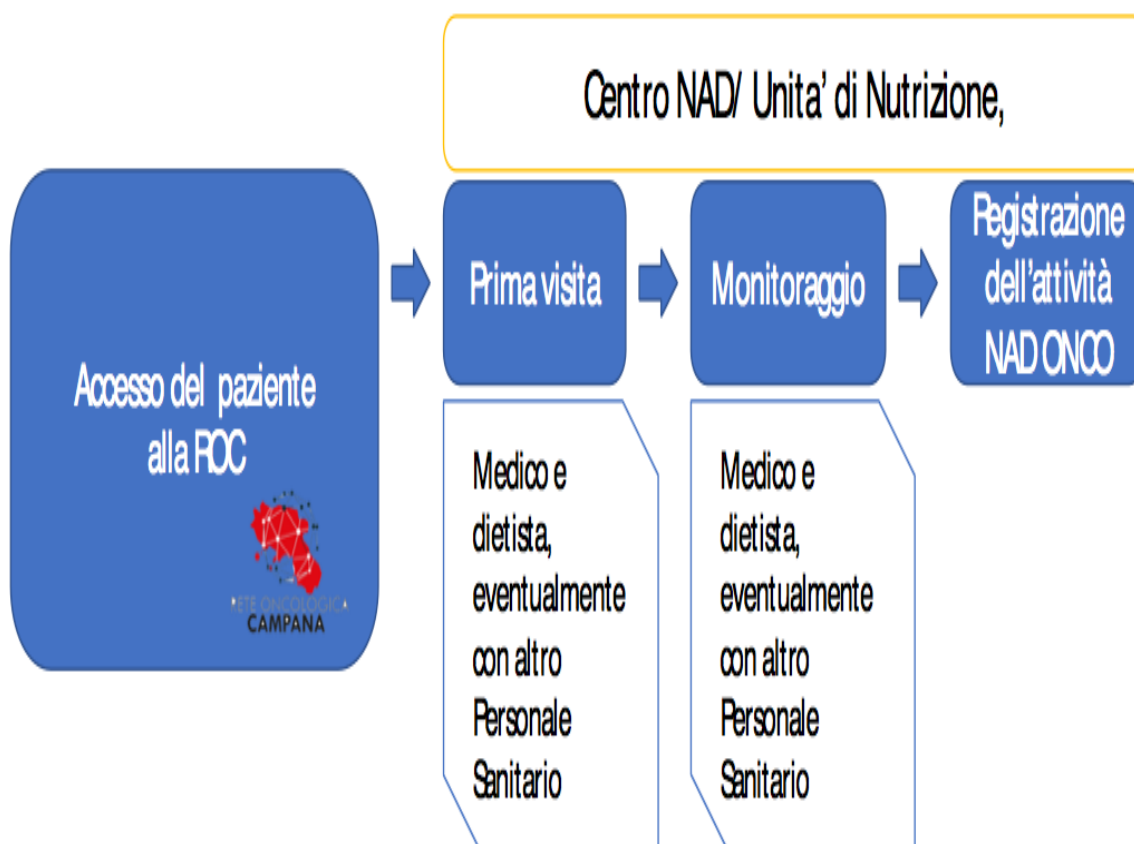 Centro NAD/ Unita' di Nutrizione,
Accesso del paziente
alla ROC
RETE ONCOLOGICA
CAMPANA
Prima visita
Medico e
dietista,
eventualmente
con altro
Personale
Sanitario
Monitoraggio
Medico e
dietista,
eventualmente
con altro
Personale
Sanitario
Registrazione
dell'attività
NAD ONCO